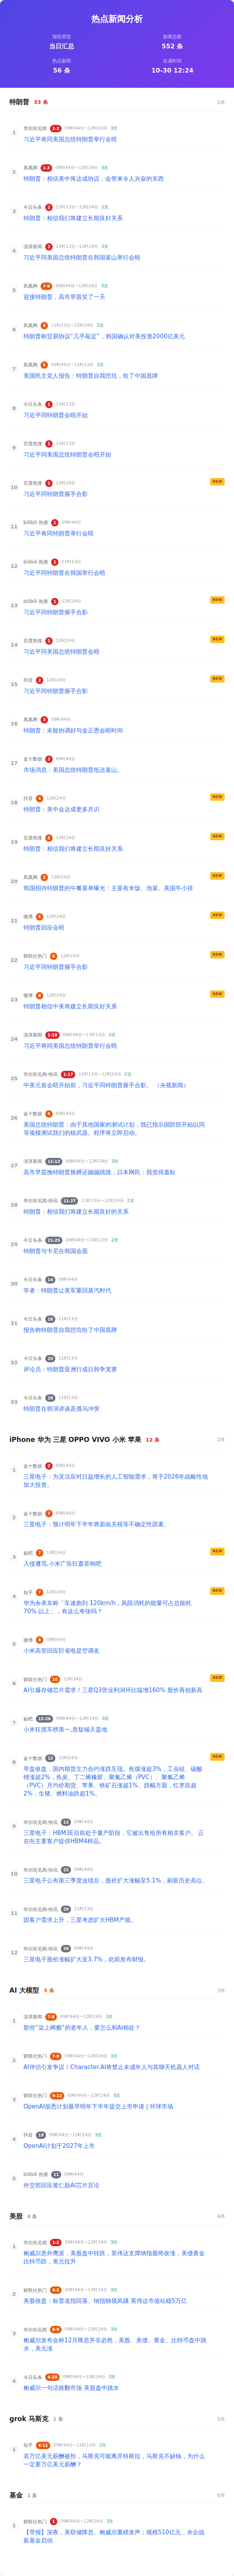 热点新闻分析
报告类型
新闻总数
当日汇总
552 条
热点新闻
生成时间
56 条
10-30 12:24
特朗普 33 条 1/6
1 华尔街见闻 1-2 09时44分~12时24分 3次
习近平将同美国总统特朗普举行会晤
2 凤凰网 1-3 09时44分~12时24分 3次
特朗普：相信美中将达成协议，会带来令人兴奋的东西
3 今日头条 2 11时13分~12时24分 2次
特朗普：相信我们将建立长期良好关系
4 澎湃新闻 2 11时13分~12时24分 2次
习近平同美国总统特朗普在韩国釜山举行会晤
5 凤凰网 7-9 09时44分~12时24分 3次
迎接特朗普，高市早苗笑了一天
6 凤凰网 4 11时13分~12时24分 2次
特朗普称贸易协议“几乎敲定”，韩国确认对美投资2000亿美元
7 凤凰网 5 09时44分~11时13分 2次
美国民主党人报告：特朗普自我挖坑，给了中国底牌
8 今日头条 1 11时13分
习近平同特朗普会晤开始
9 百度热搜 1 11时13分
习近平同美国总统特朗普会晤开始
10 百度热搜 1 12时24分 NEW
习近平同特朗普握手合影
11 bilibili 热搜 1 09时44分
习近平将同特朗普举行会晤
12 bilibili 热搜 1 11时13分
习近平同特朗普在韩国举行会晤
13 bilibili 热搜 1 12时24分 NEW
习近平同特朗普握手合影
14 百度热搜 2 12时24分 NEW
习近平同美国总统特朗普会晤
15 抖音 2 12时24分 NEW
习近平同特朗普握手合影
16 凤凰网 3 09时44分
特朗普：未能协调好与金正恩会晤时间
17 金十数据 3 09时44分
市场消息：美国总统特朗普抵达釜山。
18 抖音 4 12时24分 NEW
特朗普：美中会达成更多共识
19 百度热搜 5 12时24分 NEW
特朗普：相信我们将建立长期良好关系
20 凤凰网 5 12时24分 NEW
韩国招待特朗普的午餐菜单曝光：主菜有米饭、泡菜、美国牛小排
21 微博 6 12时24分 NEW
特朗普回应会晤
22 财联社热门 6 12时24分 NEW
习近平同特朗普握手合影
23 微博 8 12时24分 NEW
特朗普相信中美将建立长期良好关系
24 澎湃新闻 1-18 09时44分~11时13分 2次
习近平将同美国总统特朗普举行会晤
25 华尔街见闻-快讯 1-17 11时13分~12时24分 2次
中美元首会晤开始前，习近平同特朗普握手合影。 （央视新闻）
26 金十数据 9 09时44分
美国总统特朗普：由于其他国家的测试计划，我已指示国防部开始以同
等规模测试我们的核武器。程序将立即启动。
27 澎湃新闻 11-13 09时44分~12时24分 3次
高市早苗挽特朗普胳膊还蹦蹦跳跳，日本网民：我觉得羞耻
28 华尔街见闻-快讯 11-27 11时13分~12时24分 2次
特朗普：相信我们将建立长期良好的关系
29 今日头条 21-25 09时44分~11时13分 2次
特朗普与卡尼在韩国会面
30 今日头条 16 09时44分
学者：特朗普让美军重回蒸汽时代
31 今日头条 18 11时13分
报告称特朗普自我挖坑给了中国底牌
32 今日头条 24 11时13分
评论员：特朗普亚洲行成日韩争宠赛
33 今日头条 28 11时13分
特朗普在韩演讲谈及俄乌冲突
iPhone 华为 三星 OPPO VIVO 小米 苹果 12 条 2/6
1 金十数据 2 09时44分
三星电子：为灵活应对日益增长的人工智能需求，将于2026年战略性地
加大投资。
2 金十数据 7 09时44分
三星电子：预计明年下半年将面临关税等不确定性因素。
3 贴吧 7 12时24分 NEW
入侵遭骂,小米广告狂轰音响吧
4 知乎 7 12时24分 NEW
华为余承东称「车速跑到 120km/h，风阻消耗的能量可占总能耗
70% 以上」，有这么夸张吗？
5 微博 8 09时44分
小米高管回应巨省电是空调名
6 财联社热门 10 12时24分 NEW
AI引爆存储芯片需求！三星Q3营业利润环比猛增160% 股价再创新高
7 贴吧 15-26 09时44分~12时24分 3次
小米狂揽车榜第一,质疑铺天盖地
8 金十数据 12 12时24分 NEW
早盘收盘，国内期货主力合约涨跌互现。焦煤涨超3%，工业硅、碳酸
锂涨超2%，焦炭、丁二烯橡胶、聚氯乙烯（PVC）、聚氯乙烯
（PVC）月均价期货、苹果、铁矿石涨超1%。跌幅方面，红枣跌超
2%，生猪、燃料油跌超1%。
9 华尔街见闻-快讯 12 09时44分
三星电子：HBM3E目前处于量产阶段，它被出售给所有相关客户。 正
在向主要客户提供HBM4样品。
10 华尔街见闻-快讯 22 09时44分
三星电子公布第三季度业绩后，股价扩大涨幅至5.1%，刷新历史高位。
11 华尔街见闻-快讯 29 11时13分
因客户需求上升，三星考虑扩大HBM产能。
12 华尔街见闻-快讯 30 09时44分
三星电子股价涨幅扩大至3.7%，此前发布财报。
AI 大模型 5 条 3/6
1 澎湃新闻 7-8 09时44分~12时24分 3次
那些“染上网瘾”的老年人，要怎么和AI相处？
2 财联社热门 7-8 09时44分~12时24分 3次
AI伴侣引发争议！Character.AI将禁止未成年人与其聊天机器人对话
3 财联社热门 9-12 09时44分~12时24分 3次
OpenAI据悉计划最早明年下半年提交上市申请 | 环球市场
4 抖音 19 09时44分~12时24分 3次
OpenAI计划于2027年上市
5 bilibili 热搜 11 09时44分
外交部回应黄仁勋AI芯片言论
美股 4 条 4/6
1 华尔街见闻 1-2 09时44分~12时24分 3次
鲍威尔意外鹰派，美股盘中转跌，英伟达支撑纳指最终收涨，美债黄金
比特币跌，美元拉升
2 财联社热门 4-5 09时44分~12时24分 3次
美股收盘：标普道指回落、纳指独领风骚 英伟达市值站稳5万亿
3 华尔街见闻 8-9 09时44分~12时24分 3次
鲍威尔发布会称12月降息并非必然，美股、美债、黄金、比特币盘中跳
水，美元涨
4 今日头条 4-29 09时44分~12时24分 3次
鲍威尔一句话掀翻市场 美股盘中跳水
grok 马斯克 1 条 5/6
1 知乎 4-11 09时44分~11时13分 2次
若万亿美元薪酬被拒，马斯克可能离开特斯拉，马斯克不缺钱，为什么
一定要万亿美元薪酬？
基金 1 条 6/6
1 财联社热门 1 09时44分~12时24分 3次
【早报】深夜，美联储降息、鲍威尔重磅发声；规模510亿元，央企战
新基金启动